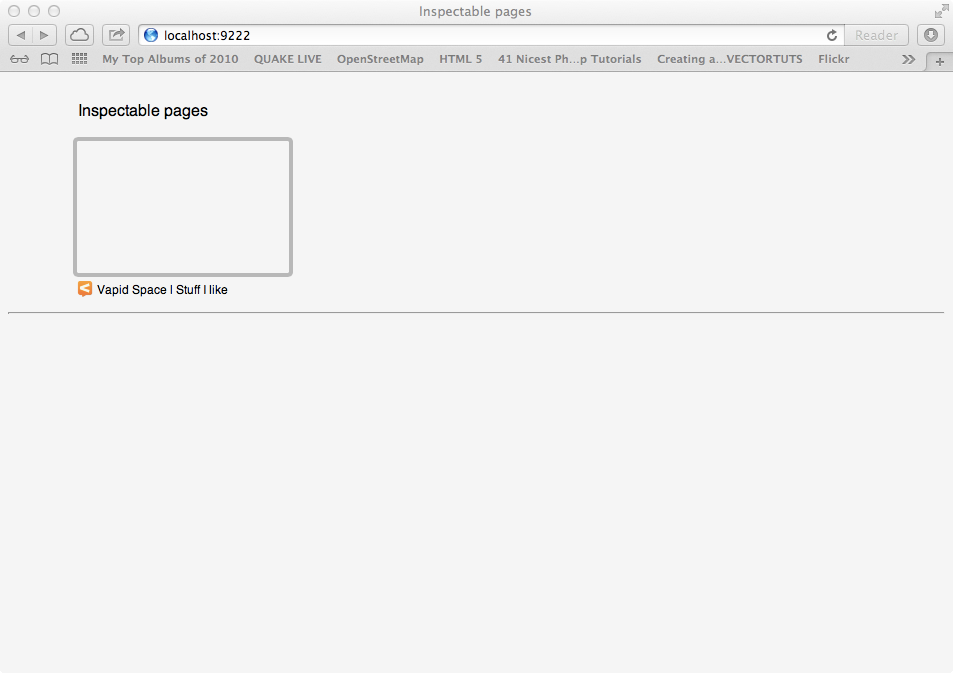 Inspectable pages
localhost:9222
Reader
My Top Albums of 2010 QUAKE LIVE OpenStreetMap HTML 5 41 Nicest Ph...p Tutorials Creating a...VECTORTUTS Flickr
Inspectable pages
Vapid Space | Stuff I like